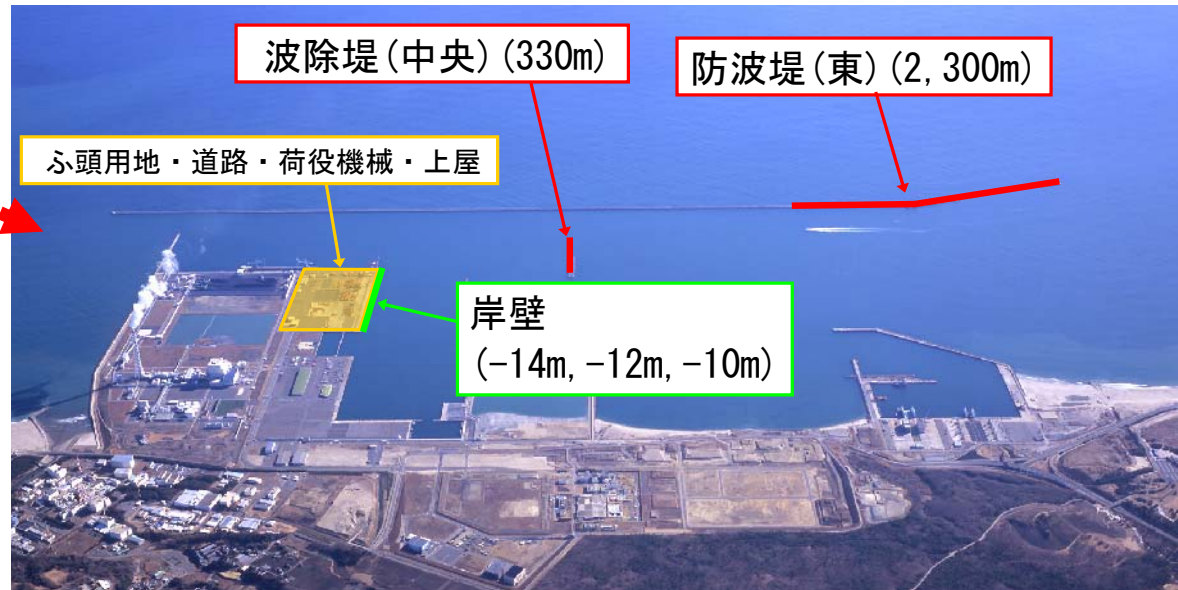 波除堤(中央)(330m)
防波堤(東)(2,300m)
ふ頭用地・道路・荷役機械・上屋
岸壁
(−14m,−12m,−10m)